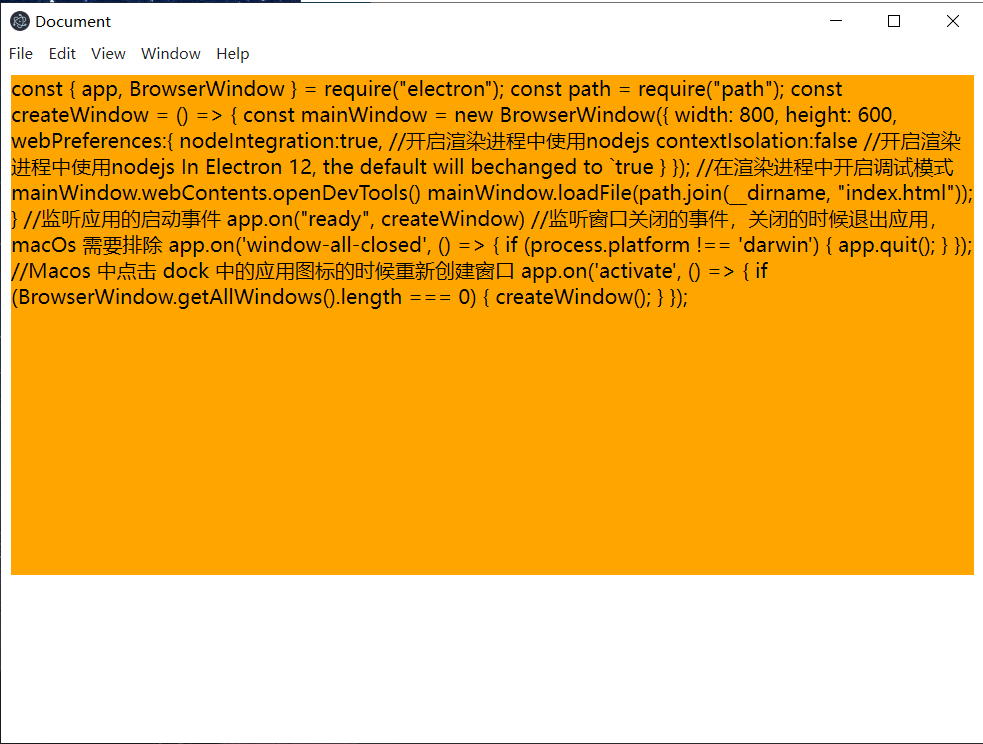 Document
File Edit View Window Help
const { app, BrowserWindow } = require("electron"); const path = require("path"); const
createWindow = () => { const mainWindow = new BrowserWindow({ width: 800, height: 600,
webPreferences:{ nodeIntegration:true, //开启渲染进程中使用nodejs contextIsolation:false //开启渲染
进程中使用nodejs In Electron 12, the default will bechanged to `true } }); //在渲染进程中开启调试模式
mainWindow.webContents.openDevTools() mainWindow.loadFile(path.join(__dirname, "index.html"));
} //监听应用的启动事件 app.on("ready", createWindow) //监听窗口关闭的事件，关闭的时候退出应用，
macOs 需要排除 app.on('window-all-closed', () => { if (process.platform !== 'darwin') { app.quit(); } });
//Macos 中点击 dock 中的应用图标的时候重新创建窗口 app.on('activate', () => { if
(BrowserWindow.getAllWindows().length === 0) { createWindow(); } });